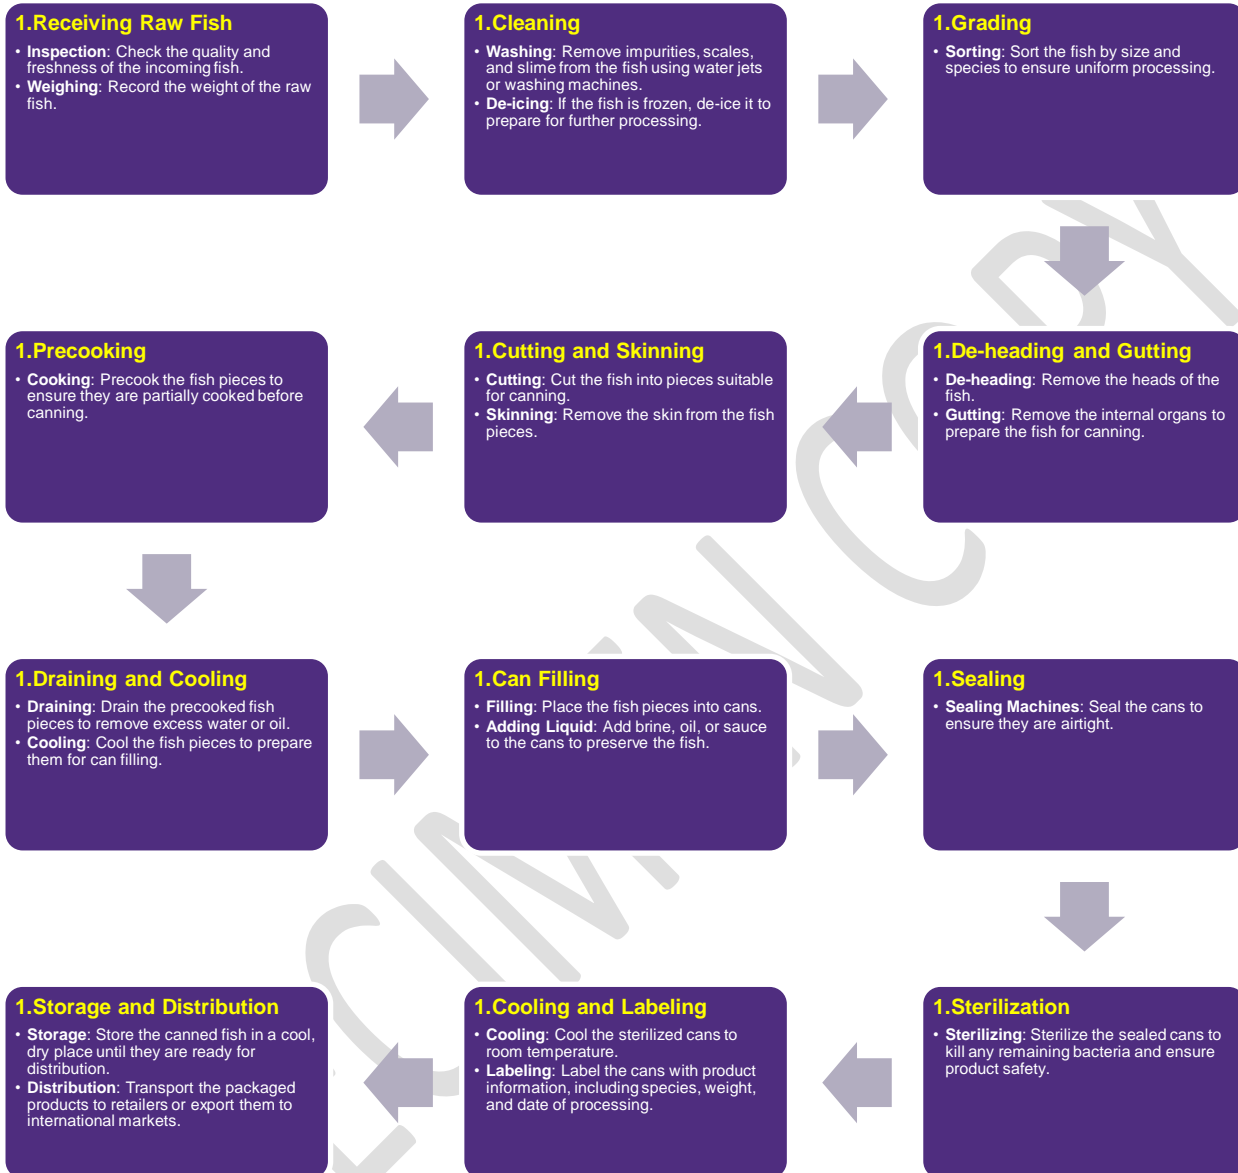 1.Receiving Raw Fish
• Inspection: Check the quality and
freshness of the incoming fish.
• Weighing: Record the weight of the raw
fish.
1.Cleaning
• Washing: Remove impurities, scales,
and slime from the fish using water jets
or washing machines.
• De-icing: If the fish is frozen, de-ice it to
prepare for further processing.
1.Grading
• Sorting: Sort the fish by size and
species to ensure uniform processing.
1.De-heading and Gutting
• De-heading: Remove the heads of the
fish.
• Gutting: Remove the internal organs to
prepare the fish for canning.
1.Cutting and Skinning
• Cutting: Cut the fish into pieces suitable
for canning.
• Skinning: Remove the skin from the fish
pieces.
1.Precooking
• Cooking: Precook the fish pieces to
ensure they are partially cooked before
canning.
1.Draining and Cooling
• Draining: Drain the precooked fish
pieces to remove excess water or oil.
• Cooling: Cool the fish pieces to prepare
them for can filling.
1.Can Filling
• Filling: Place the fish pieces into cans.
• Adding Liquid: Add brine, oil, or sauce
to the cans to preserve the fish.
1.Sealing
• Sealing Machines: Seal the cans to
ensure they are airtight.
1.Sterilization
• Sterilizing: Sterilize the sealed cans to
kill any remaining bacteria and ensure
product safety.
1.Cooling and Labeling
• Cooling: Cool the sterilized cans to
room temperature.
• Labeling: Label the cans with product
information, including species, weight,
and date of processing.
1.Storage and Distribution
• Storage: Store the canned fish in a cool,
dry place until they are ready for
distribution.
• Distribution: Transport the packaged
products to retailers or export them to
international markets.